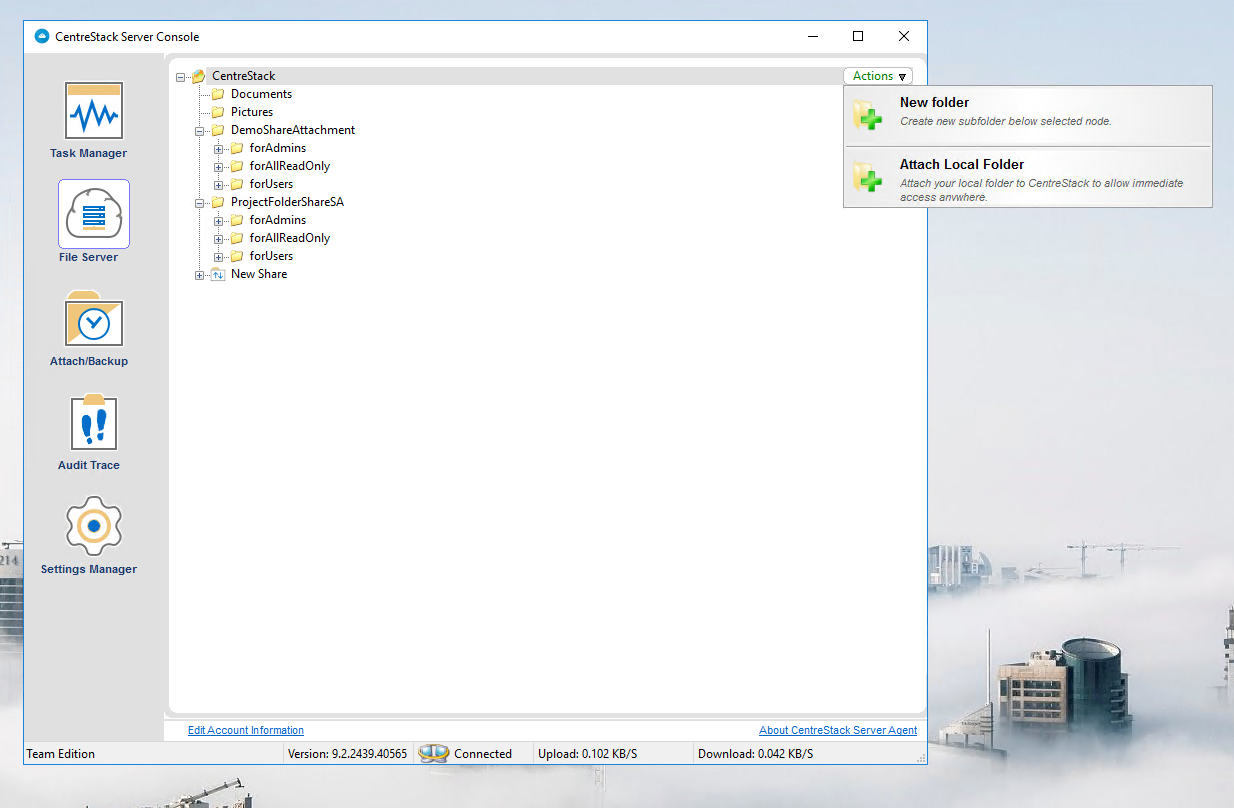 CentreStack Server Console
CentreStack
Actions
Documents
Pictures
DemoShareAttachment
forAdmins
forAllReadOnly
forUsers
ProjectFolderShareSA
forAdmins
forAllReadOnly
forUsers
New Share
New folder
Create new subfolder below selected node.
Attach Local Folder
Attach your local folder to CentreStack to allow immediate
access anywhere.
Task Manager
File Server
Attach/Backup
Audit Trace
Settings Manager
214
Edit Account Information
About CentreStack Server Agent
Team Edition
Version: 9.2.2439.40565
Connected
Upload: 0.102 KB/S
Download: 0.042 KB/S